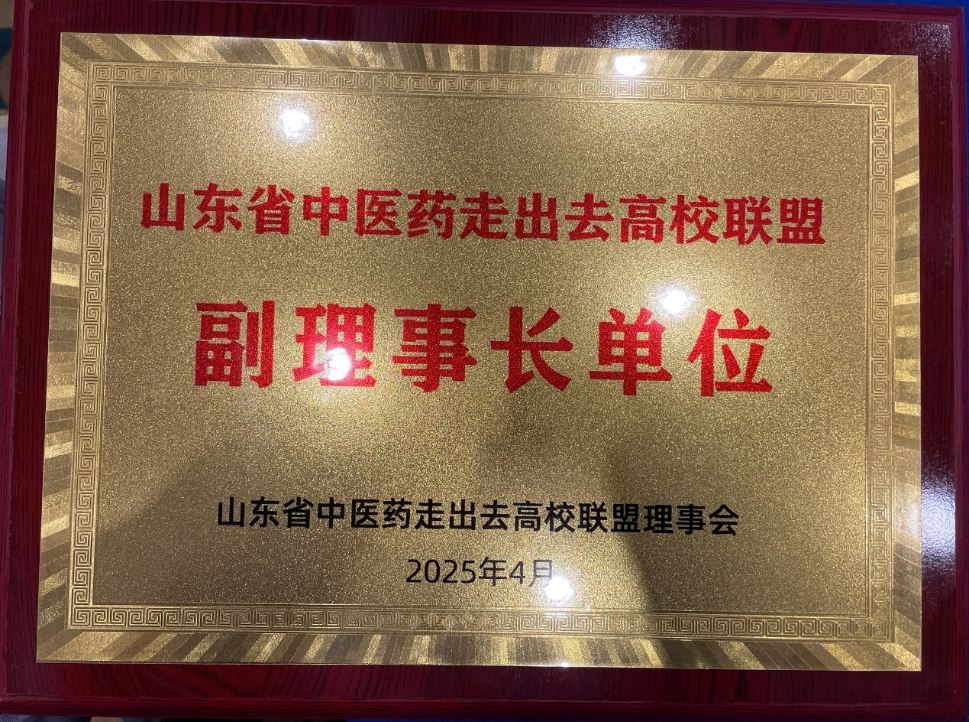 山东省中医药走出去高校联盟
副理事长单位
山东省中医药走出去高校联盟理事会
2025年4月